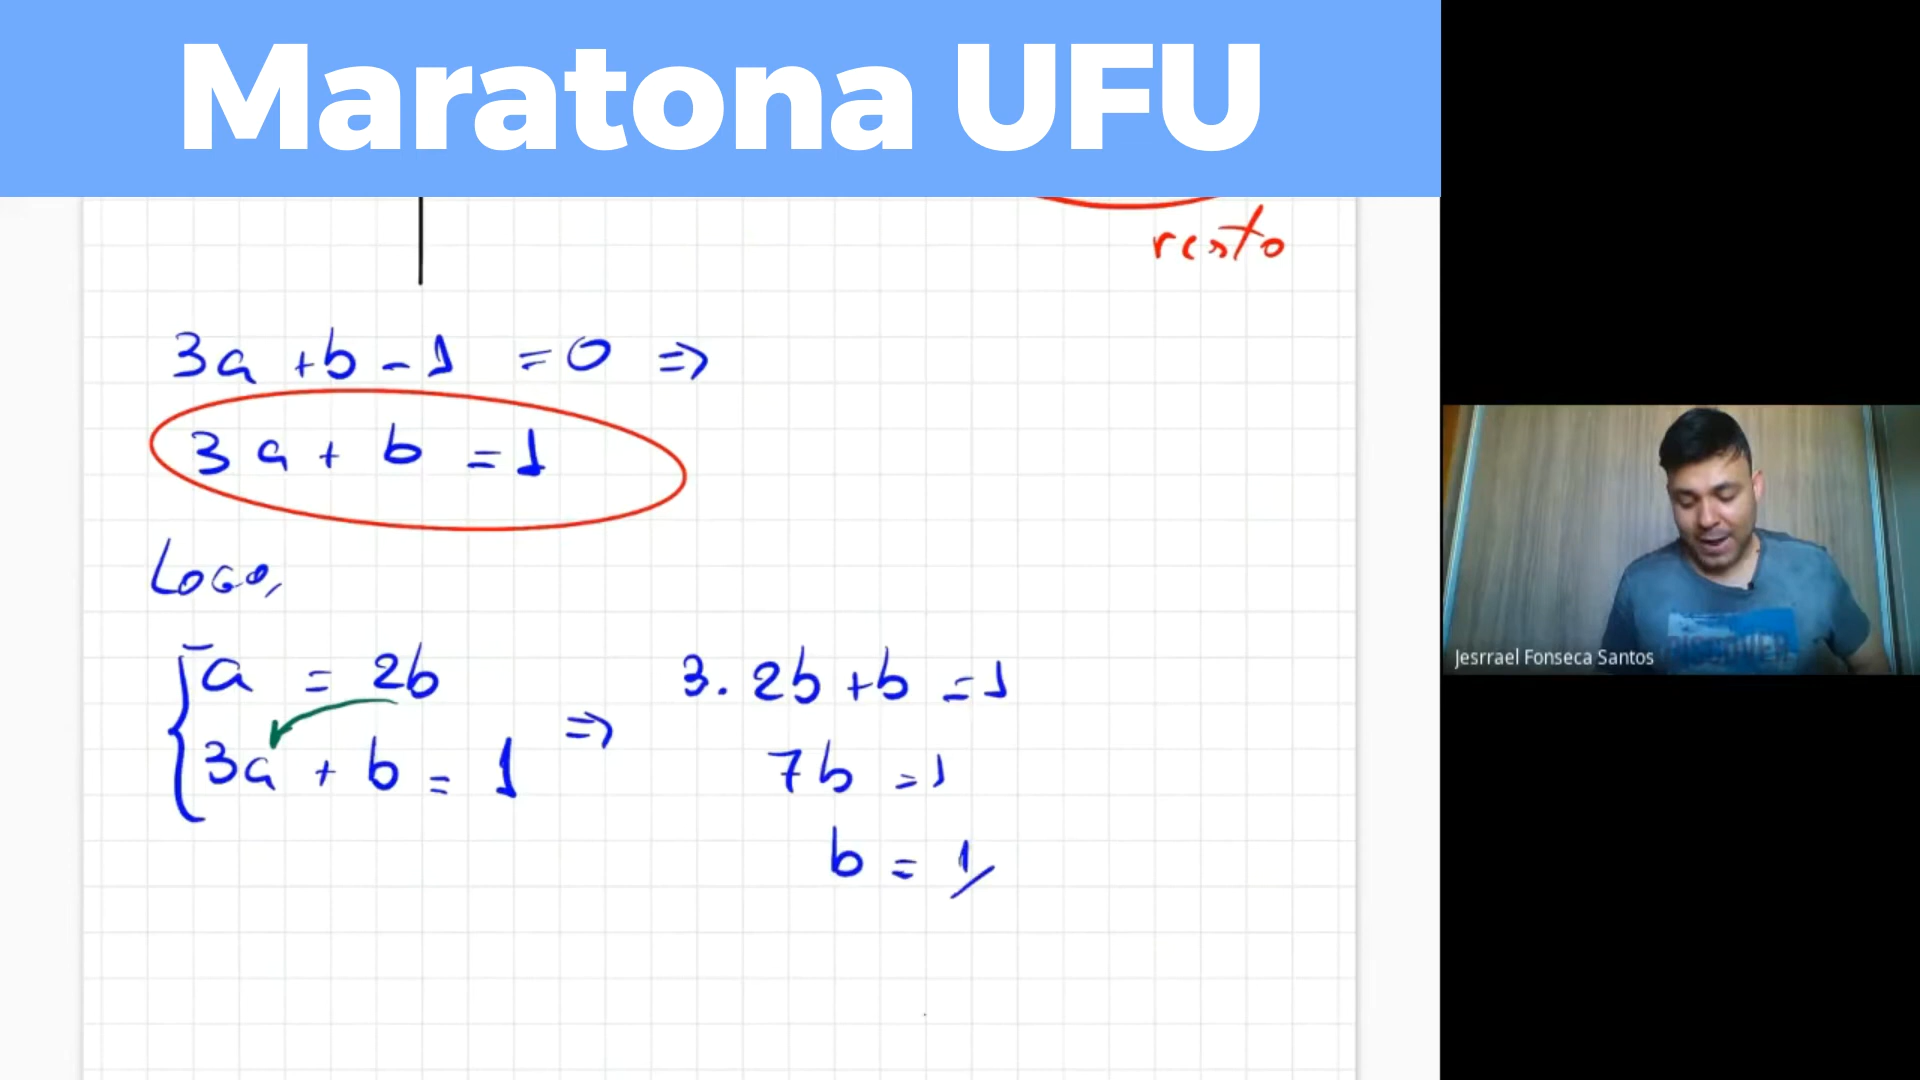 Maratona UFU
resto
3a + b - 1 = 0 =>
3a + b = 1
Logo,
a = 2b
3a + b = 1 =>
3. 2b + b = 1
7b = 1
b = 1/
Jesrrael Fonseca Santos